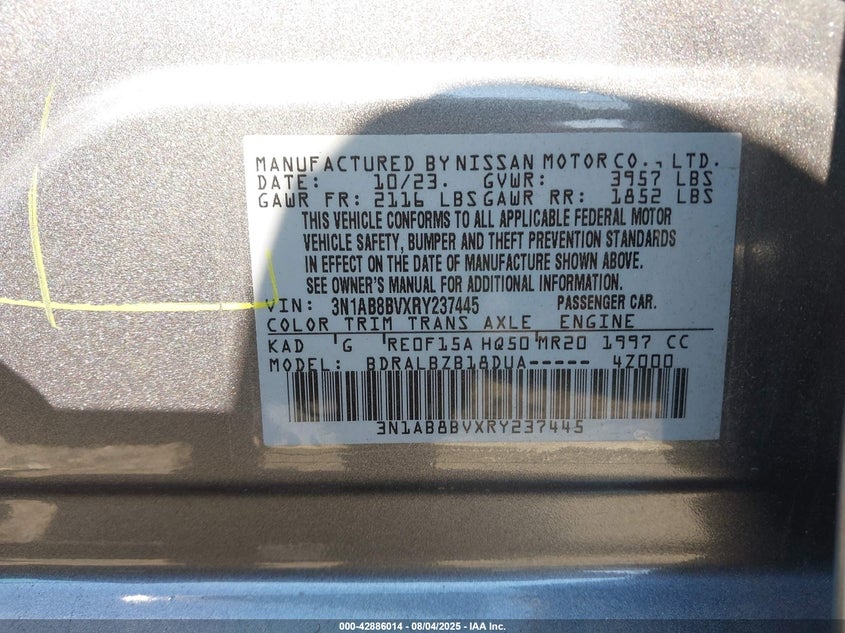 MANUFACTURED BY NISSAN MOTOR CO., LTD.
DATE: 10/23. GVWR: 3957 LBS
GAWR FR: 2116 LBS GAWR RR: 1852 LBS
THIS VEHICLE CONFORMS TO ALL APPLICABLE FEDERAL MOTOR
VEHICLE SAFETY, BUMPER AND THEFT PREVENTION STANDARDS
IN EFFECT ON THE DATE OF MANUFACTURE SHOWN ABOVE.
SEE OWNER'S MANUAL FOR ADDITIONAL INFORMATION.
VIN: 3N1AB8BVXRY237445 PASSENGER CAR.
COLOR TRIM TRANS AXLE ENGINE
KAD G RE0F15A HQ50 MR20 1997 CC
MODEL: BDRALBZB18DUA----- 4Z000
3N1AB8BVXRY237445
000-42886014 - 08/04/2025 - IAA Inc.